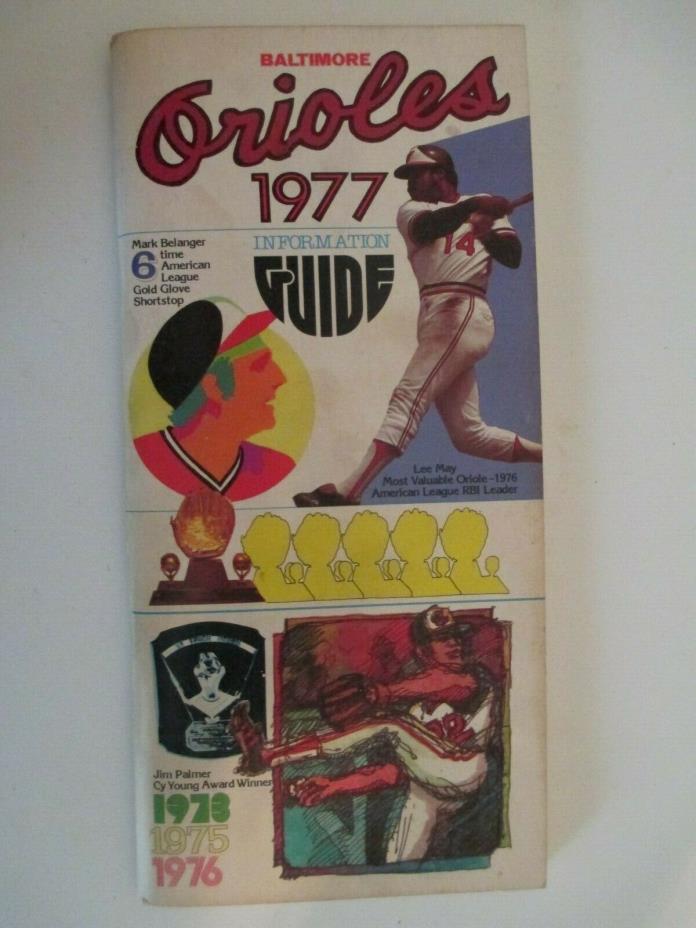 BALTIMORE
Orioles
1977
INFORMATION
GUIDE
Mark Belanger
6 time
American
League
Gold Glove
Shortstop
14
Lee May
Most Valuable Oriole-1976
American League RBI Leader
Jim Palmer
Cy Young Award Winner
1973
1975
1976